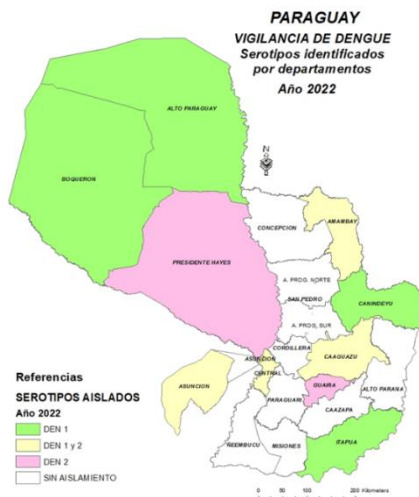 PARAGUAY
VIGILANCIA DE DENGUE
Serotipos identificados
por departamentos
Año 2022
ALTO PARAGUAY
BOQUERON
N
CONCEPCION
AMAMBAY
PRESIDENTE HAYES
A. PROG. NORTE
SAN PEDRO
CANINDEYU
A. PROG. SUR
CORDILLERA
ASUNCION
CENTRAL
CAAGUAZU
ASUNCION
GUAIRA
ALTO PARANA
PARAGUARI
CAAZAPA
ÑEEMBUCU
MISIONES
ITAPUA
Referencias
SEROTIPOS AISLADOS
Año 2022
DEN 1
DEN 1 y 2
DEN 2
SIN AISLAMIENTO
0 50 100 200 Kilometers